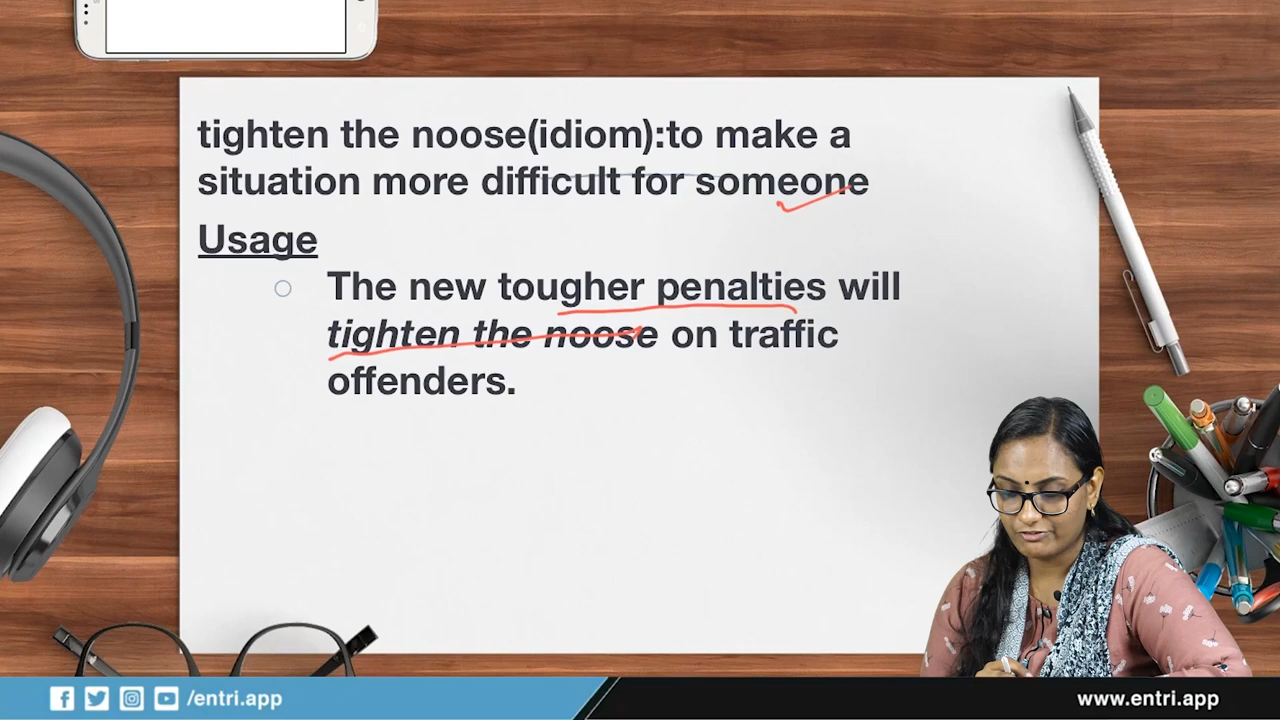 tighten the noose(idiom):to make a
situation more difficult for someone
Usage
The new tougher penalties will
tighten the noose on traffic
offenders.
/entri.app
www.entri.app